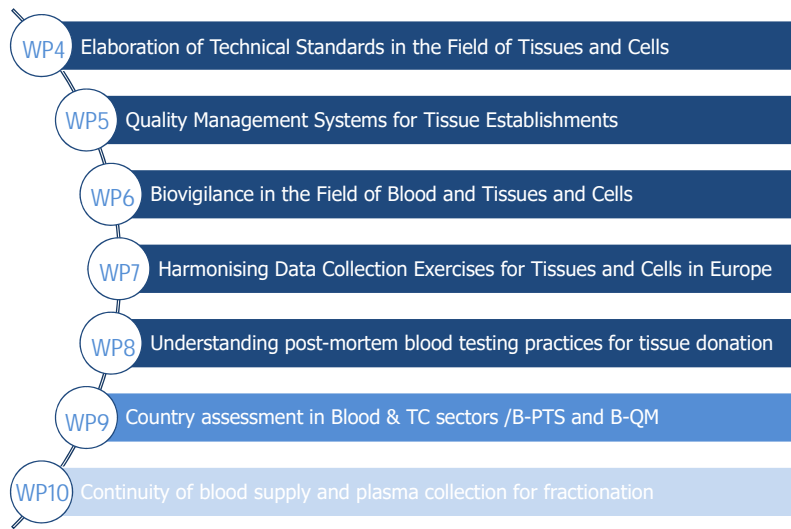 WP4 Elaboration of Technical Standards in the Field of Tissues and Cells
WP5 Quality Management Systems for Tissue Establishments
WP6 Biovigilance in the Field of Blood and Tissues and Cells
WP7 Harmonising Data Collection Exercises for Tissues and Cells in Europe
WP8 Understanding post-mortem blood testing practices for tissue donation
WP9 Country assessment in Blood & TC sectors /B-PTS and B-QM
WP10 Continuity of blood supply and plasma collection for fractionation